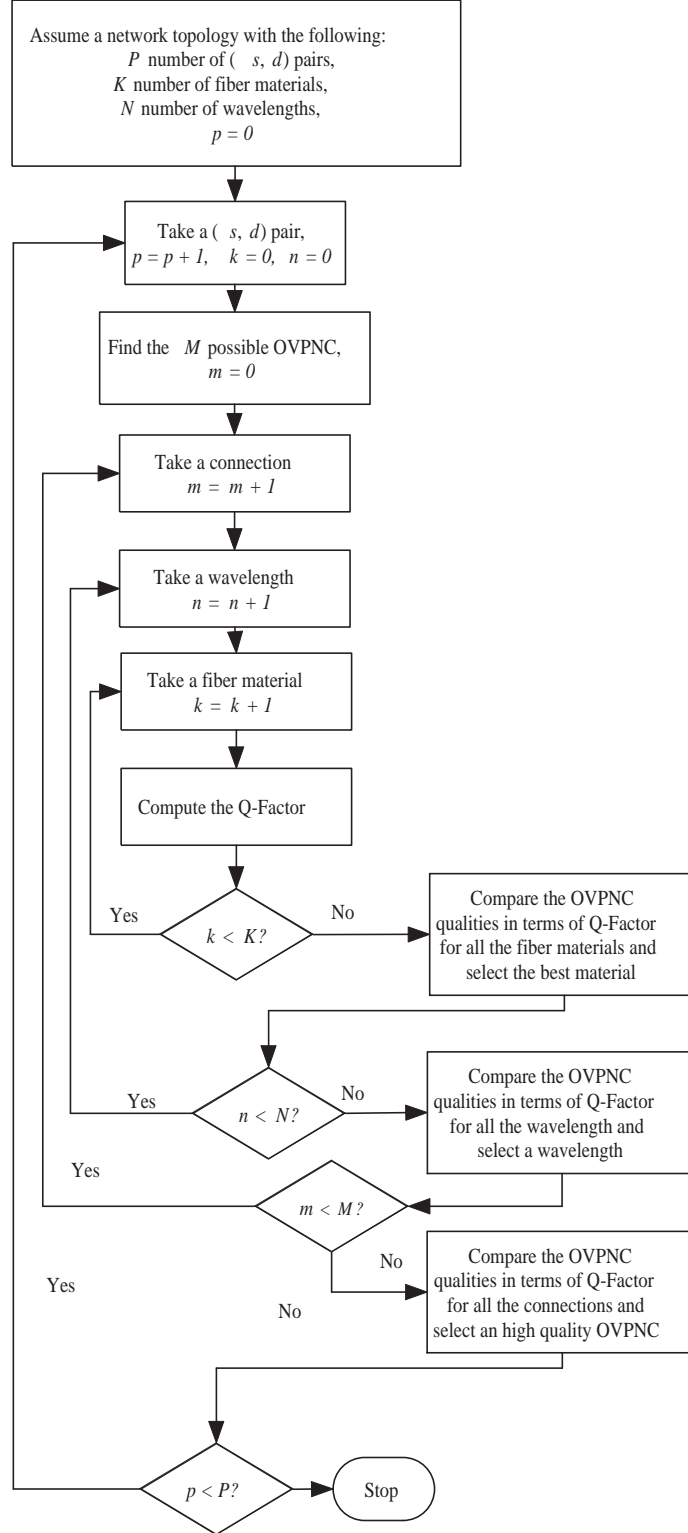 Assume a network topology with the following:
P number of ( s, d) pairs,
K number of fiber materials,
N number of wavelengths,
p = 0
Take a ( s, d) pair,
p = p + 1, k = 0, n = 0
Find the M possible OVPNC,
m = 0
Take a connection
m = m + 1
Take a wavelength
n = n + 1
Take a fiber material
k = k + 1
Compute the Q-Factor
Yes
k < K?
No
Compare the OVPNC
qualities in terms of Q-Factor
for all the fiber materials and
select the best material
Yes
n < N?
No
Compare the OVPNC
qualities in terms of Q-Factor
for all the wavelength and
select a wavelength
Yes
m < M?
No
Compare the OVPNC
qualities in terms of Q-Factor
for all the connections and
select an high quality OVPNC
Yes
No
p < P?
Stop